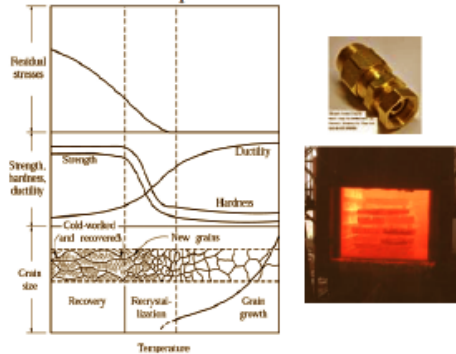 Residual
stresses
Strength,
hardness,
ductility
Strength
Ductility
Hardness
Cold-worked
and recovered
New grains
Grain
size
Recovery
Recrystal-
lization
Grain
growth
Temperature